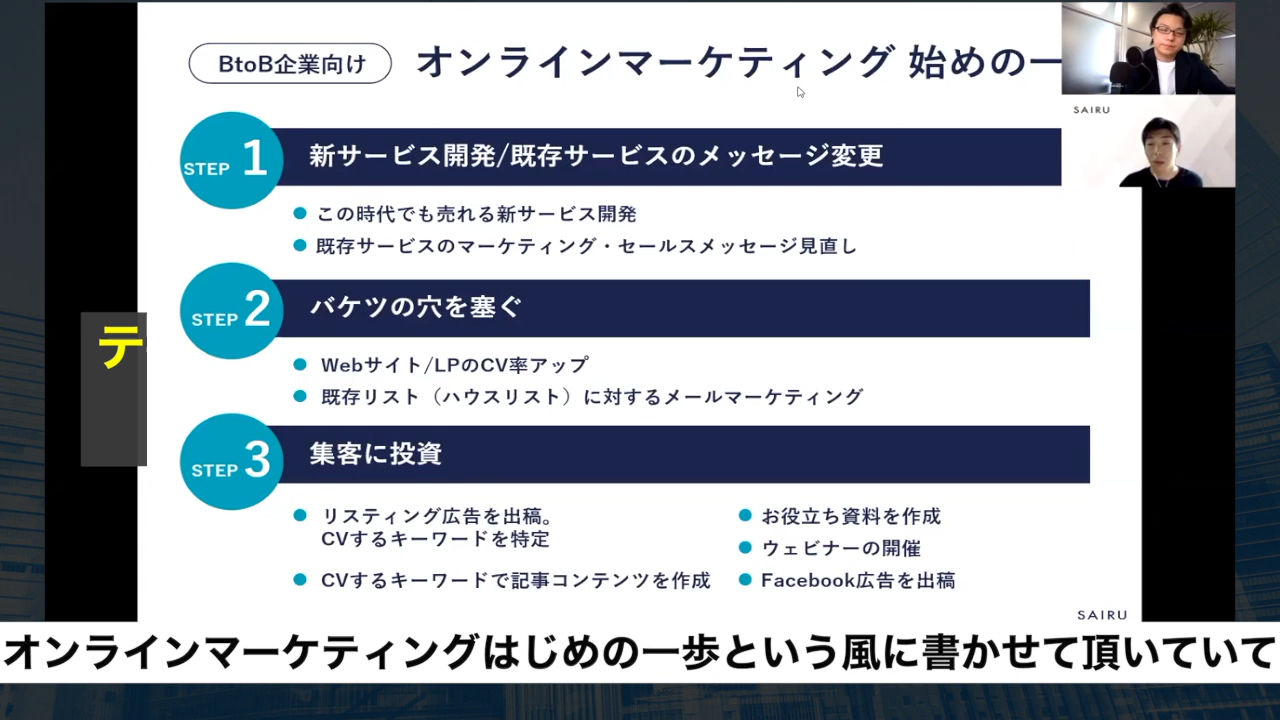 BtoB企業向け
オンラインマーケティング 始めの一
SAIRU
STEP 1
新サービス開発/既存サービスのメッセージ変更
この時代でも売れる新サービス開発
既存サービスのマーケティング・セールスメッセージ見直し
STEP 2
バケツの穴を塞ぐ
テ
Webサイト/LPのCV率アップ
既存リスト（ハウスリスト）に対するメールマーケティング
STEP 3
集客に投資
リスティング広告を出稿。
CVするキーワードを特定
CVするキーワードで記事コンテンツを作成
お役立ち資料を作成
ウェビナーの開催
Facebook広告を出稿
SAIRU
オンラインマーケティングはじめの一歩という風に書かせて頂いていて